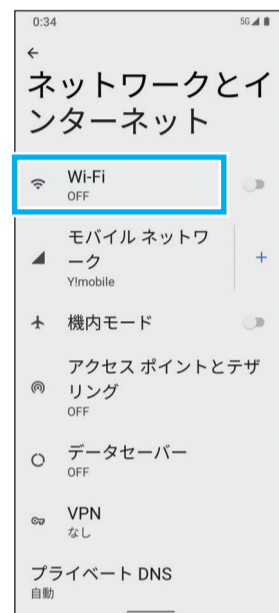 0:34
5G
ネットワークとイ
ンターネット
Wi-Fi
OFF
モバイル ネットワ
ーク
Y!mobile
+
機内モード
アクセス ポイントとテザ
リング
OFF
データセーバー
OFF
VPN
なし
プライベート DNS
自動